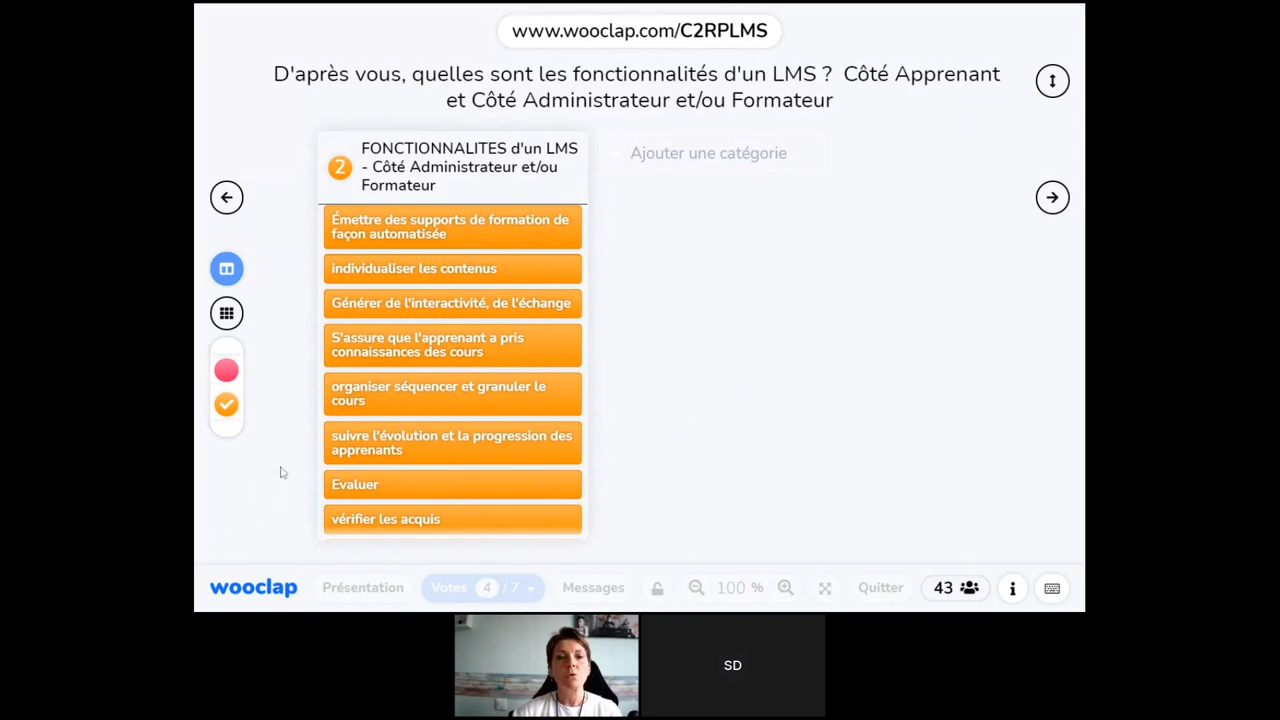 www.wooclap.com/C2RPLMS
D'après vous, quelles sont les fonctionnalités d'un LMS ? Côté Apprenant
et Côté Administrateur et/ou Formateur
2
FONCTIONNALITES d'un LMS
- Côté Administrateur et/ou
Formateur
+ Ajouter une catégorie
Émettre des supports de formation de
façon automatisée
individualiser les contenus
Générer de l'interactivité, de l'échange
S'assure que l'apprenant a pris
connaissances des cours
organiser séquencer et granuler le
cours
suivre l'évolution et la progression des
apprenants
Evaluer
vérifier les acquis
wooclap Présentation Votes 4 / 7 Messages 100 % Quitter 43
SD